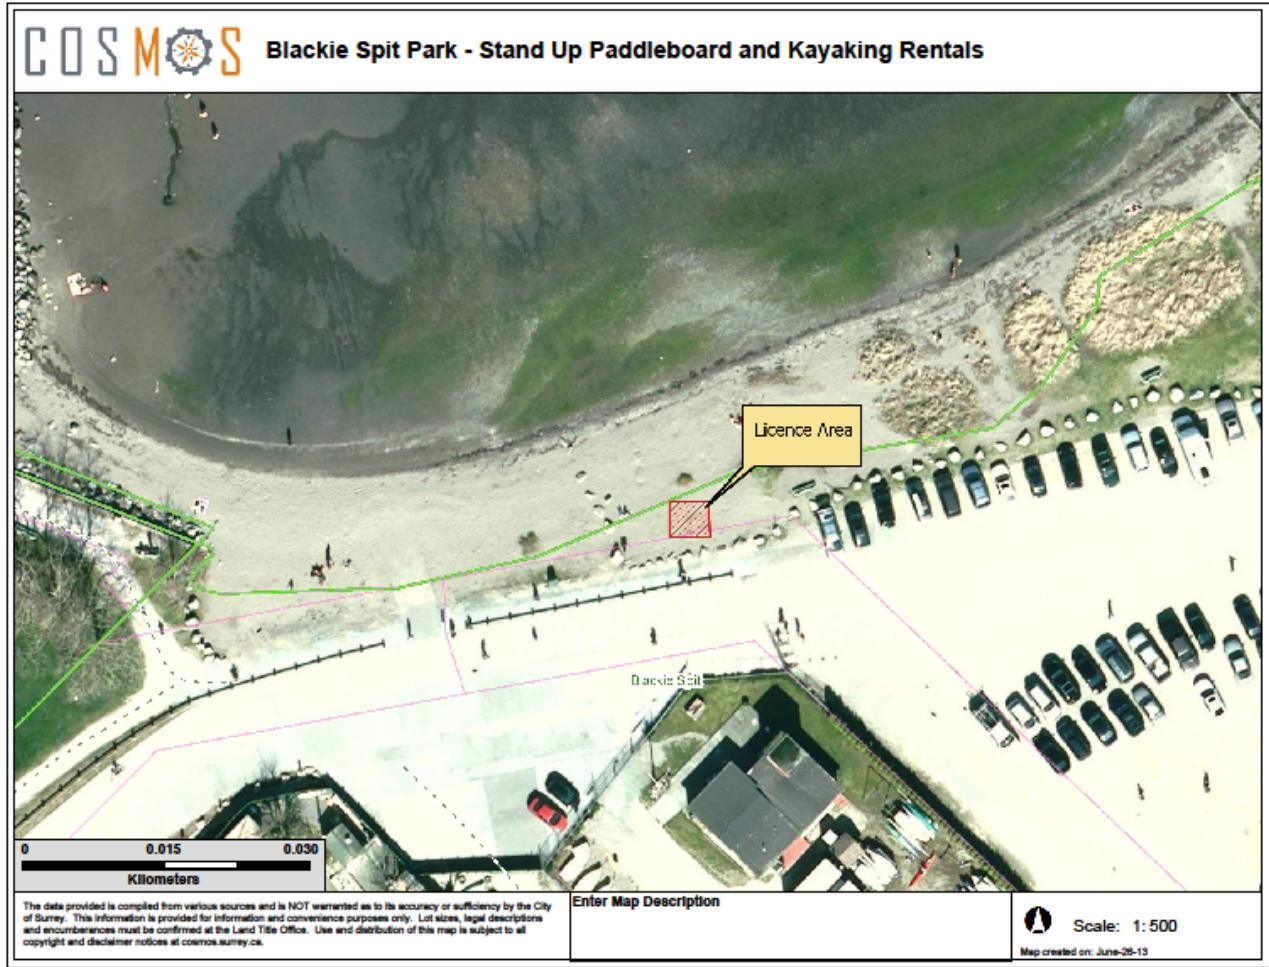 COSMOS
Blackie Spit Park - Stand Up Paddleboard and Kayaking Rentals
Licence Area
Blackie Spit
0 0.015 0.030
Kilometers
The data provided is compiled from various sources and is NOT warranted as to its accuracy or sufficiency by the City
of Surrey. This information is provided for information and convenience purposes only. Lot sizes, legal descriptions
and encumberances must be confirmed at the Land Title Office. Use and distribution of this map is subject to all
copyright and disclaimer notices at cosmos.surrey.ca.
Enter Map Description
Scale: 1: 500
Map created on: June-26-13